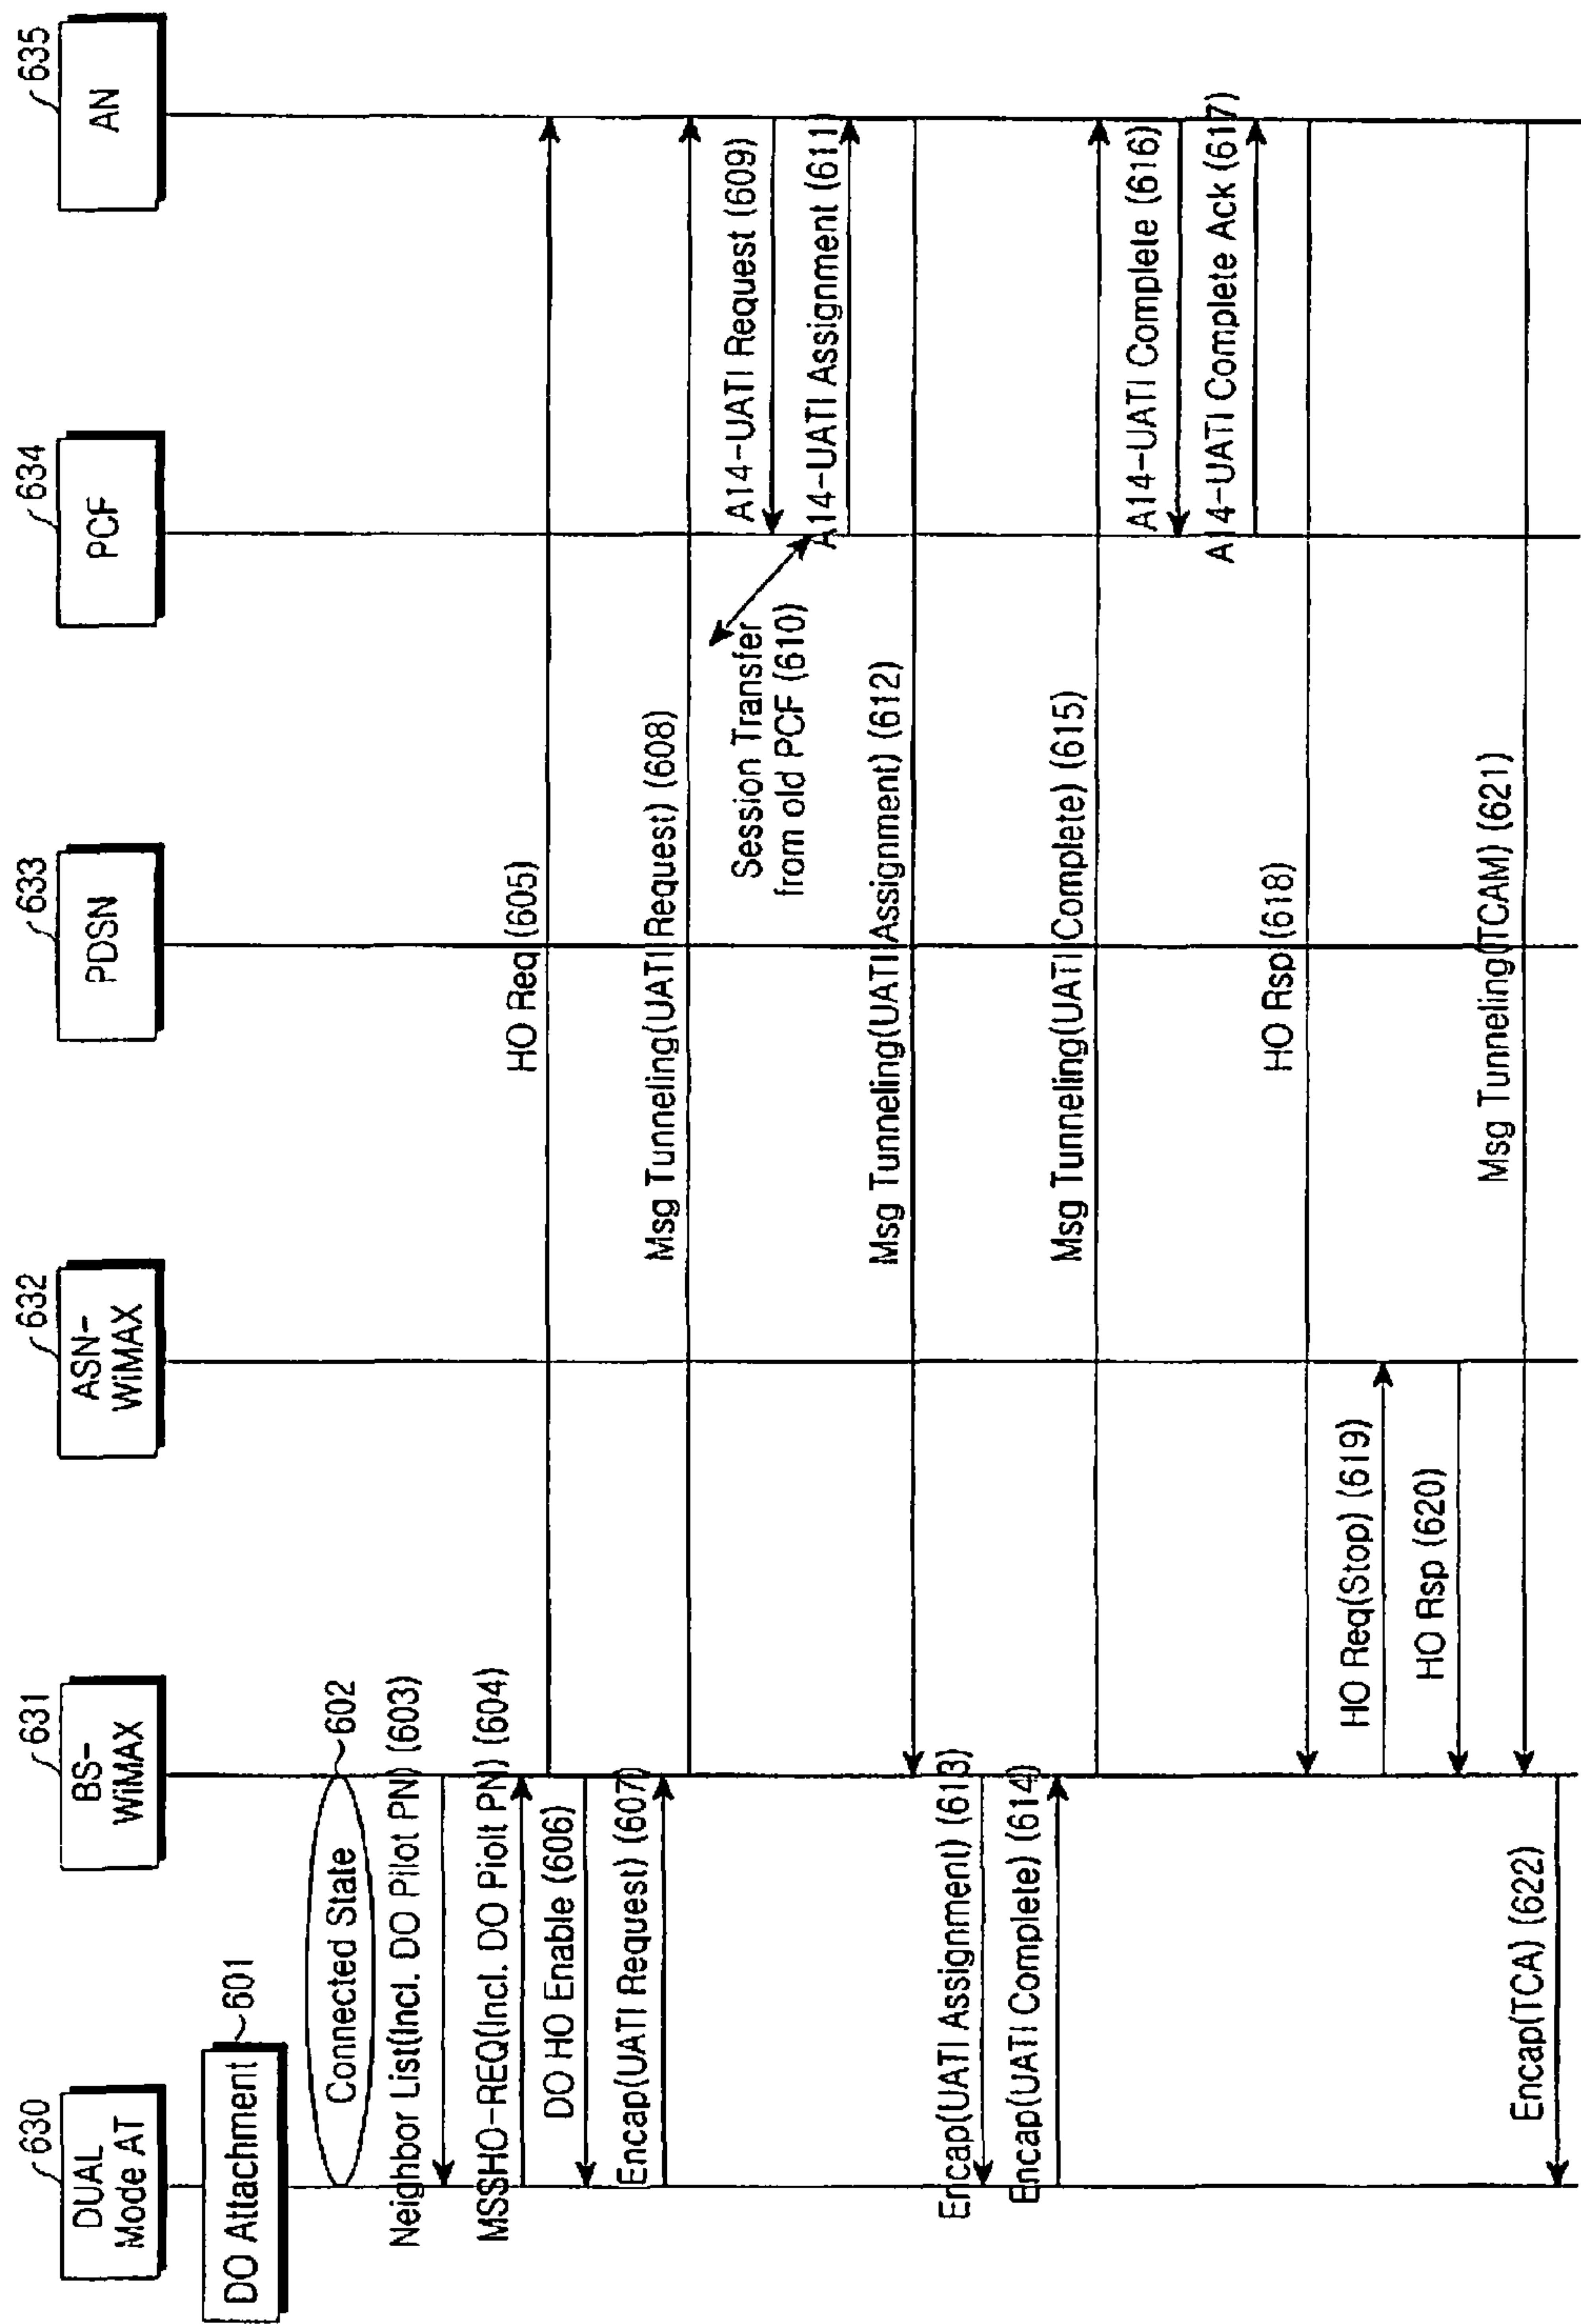 630
DUAL
Mode AT
631
BS-
WiMAX
632
ASN-
WiMAX
633
PDSN
634
PCF
635
AN
DO Attachment
601
Connected State
602
Neighbor List(Incl. DO Pilot PN) (603)
MSSHO-REQ(Incl. DO Piolt PN) (604)
HO Req (605)
DO HO Enable (606)
Encap(UATI Request) (607)
Msg Tunneling(UATI Request) (608)
A14-UATI Request (609)
Session Transfer
from old PCF (610)
A14-UATI Assignment (611)
Msg Tunneling(UATI Assignment) (612)
Encap(UATI Assignment) (613)
Encap(UATI Complete) (614)
Msg Tunneling(UATI Complete) (615)
A14-UATI Complete (616)
A14-UATI Complete Ack (617)
HO Rsp (618)
HO Req(Stop) (619)
HO Rsp (620)
Msg Tunneling(TCAM) (621)
Encap(TCA) (622)